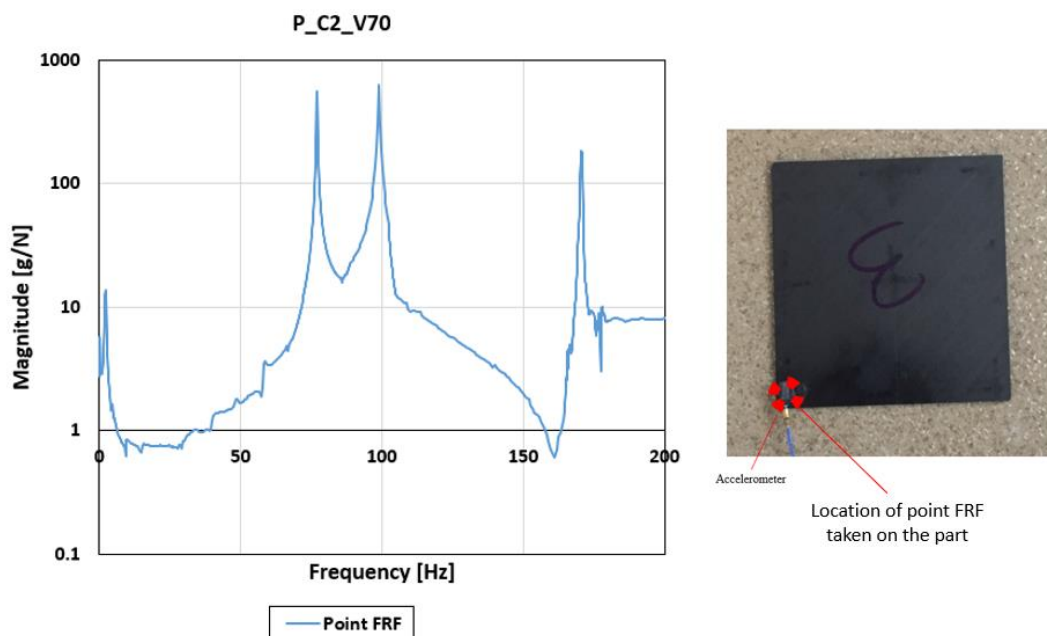 P_C2_V70
1000
100
10
1
0.1
Magnitude [g/N]
0
50
100
150
200
Frequency [Hz]
Point FRF
Accelerometer
Location of point FRF
taken on the part